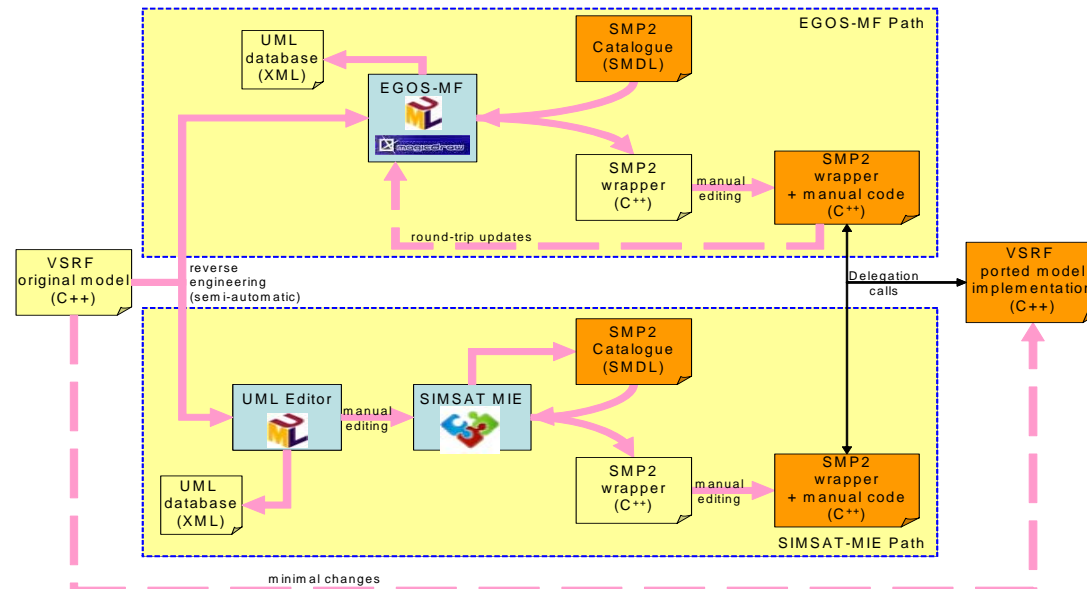 EGOS-MF Path
UML
database
(XML)
SMP2
Catalogue
(SMDL)
EGOS-MF
UML
magicdraw
SMP2
wrapper
(C++)
manual
editing
SMP2
wrapper
+ manual code
(C++)
round-trip updates
VSRF
original model
(C++)
reverse
engineering
(semi-automatic)
Delegation
calls
VSRF
ported model
implementation
(C++)
SMP2
Catalogue
(SMDL)
UML Editor
UML
manual
editing
SIMSAT MIE
UML
database
(XML)
SMP2
wrapper
(C++)
manual
editing
SMP2
wrapper
+ manual code
(C++)
SIMSAT-MIE Path
minimal changes